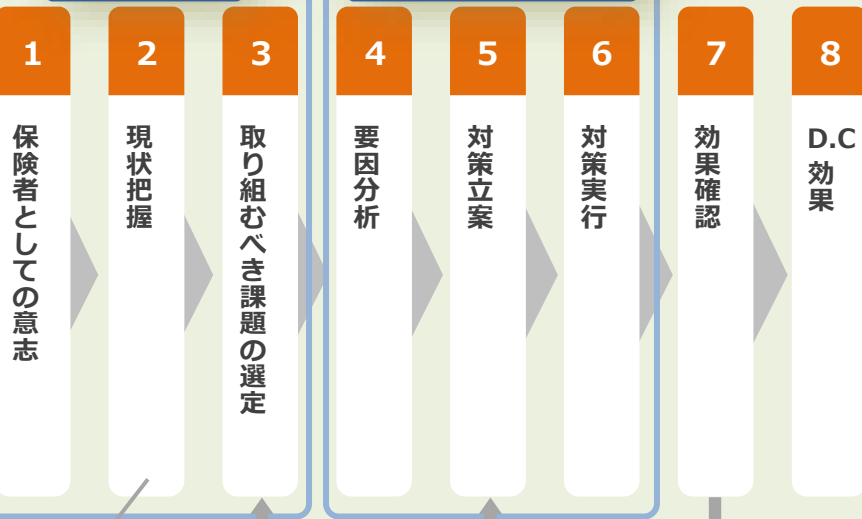 1
保険者としての意志
2
現状把握
3
取り組むべき課題の選定
4
要因分析
5
対策立案
6
対策実行
7
効果確認
8
D.C
効果